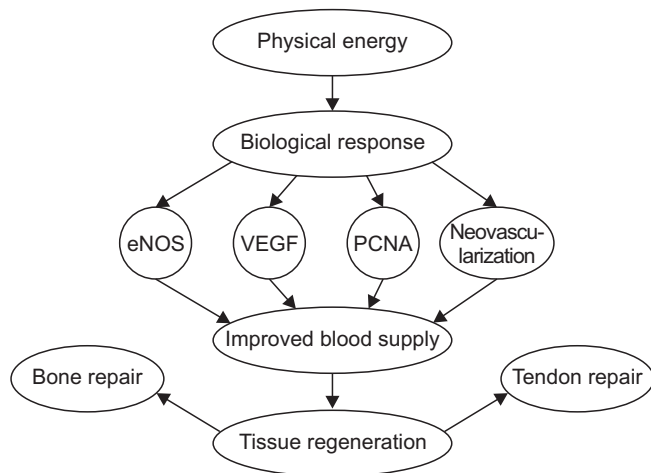 Physical energy
Biological response
eNOS
VEGF
PCNA
Neovascu-
larization
Improved blood supply
Bone repair
Tendon repair
Tissue regeneration